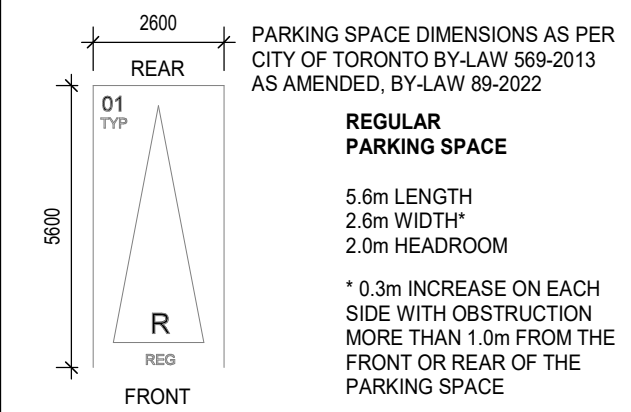 2600
REAR
01
TYP
5600
R
REG
FRONT
PARKING SPACE DIMENSIONS AS PER
CITY OF TORONTO BY-LAW 569-2013
AS AMENDED, BY-LAW 89-2022
REGULAR
PARKING SPACE
5.6m LENGTH
2.6m WIDTH*
2.0m HEADROOM
* 0.3m INCREASE ON EACH
SIDE WITH OBSTRUCTION
MORE THAN 1.0m FROM THE
FRONT OR REAR OF THE
PARKING SPACE